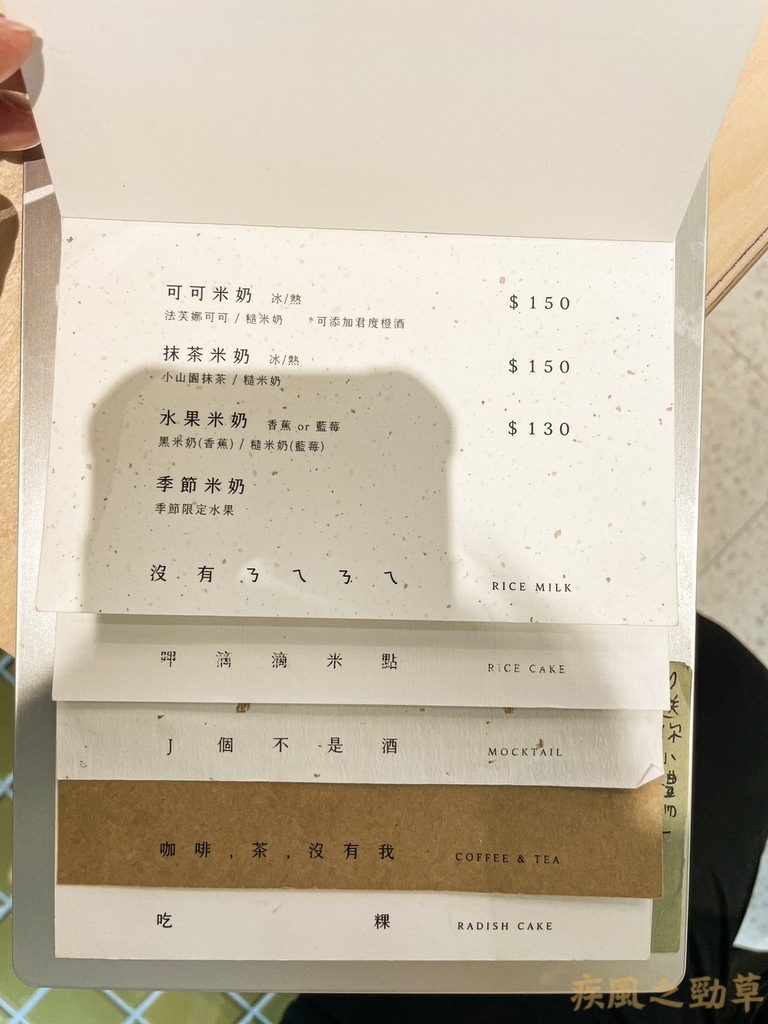 可可米奶 冰/熱 $150
法芙娜可可 / 糙米奶 *可添加君度橙酒
抹茶米奶 冰/熱 $150
小山園抹茶 / 糙米奶
水果米奶 香蕉 or 藍莓 $130
黑米奶(香蕉) / 糙米奶(藍莓)
季節米奶
季節限定水果
沒有ㄋㄟㄋㄟ RICE MILK
呷滴滴米點 RICE CAKE
J個不是酒 MOCKTAIL
咖啡,茶,沒有我 COFFEE & TEA
吃粿 RADISH CAKE
送你小禮物
疾風之勁草